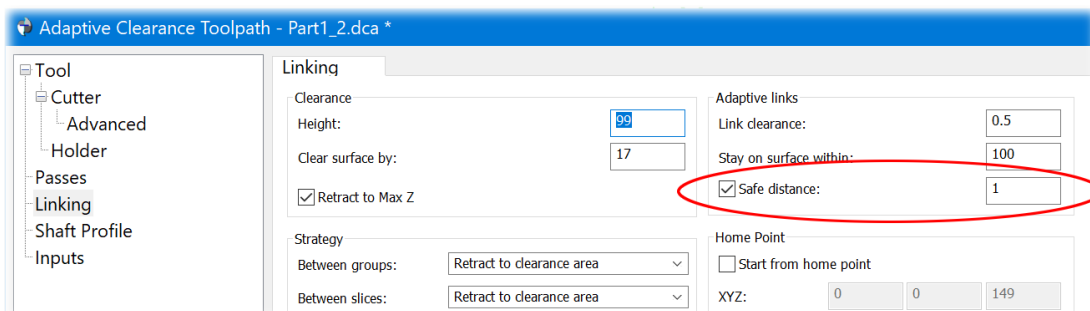 Adaptive Clearance Toolpath - Part1_2.dca *
Tool
Cutter
Advanced
Holder
Passes
Linking
Shaft Profile
Inputs
Linking
Clearance
Height: 99
Clear surface by: 17
Retract to Max Z
Strategy
Between groups: Retract to clearance area
Between slices: Retract to clearance area
Adaptive links
Link clearance: 0.5
Stay on surface within: 100
Safe distance: 1
Home Point
Start from home point
XYZ: 0 0 149